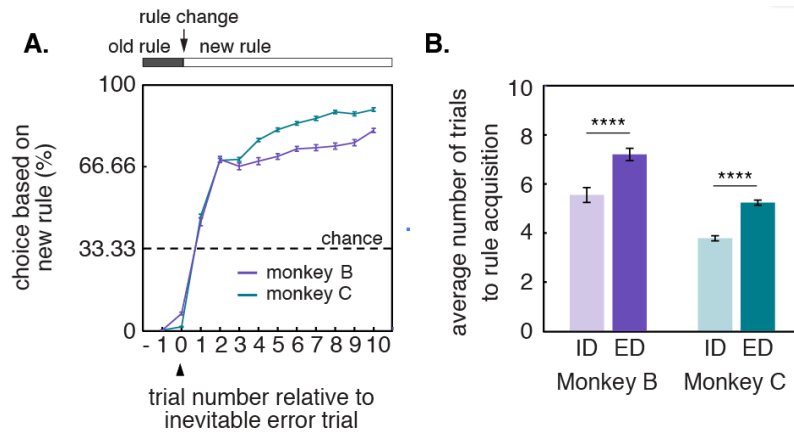 A.
rule change
old rule
new rule
choice based on
new rule (%)
100
66.66
33.33
0
chance
monkey B
monkey C
- 1 0 1 2 3 4 5 6 7 8 9 10
trial number relative to
inevitable error trial
B.
average number of trials
to rule acquisition
10
8
6
4
2
0
****
****
ID ED ID ED
Monkey B Monkey C